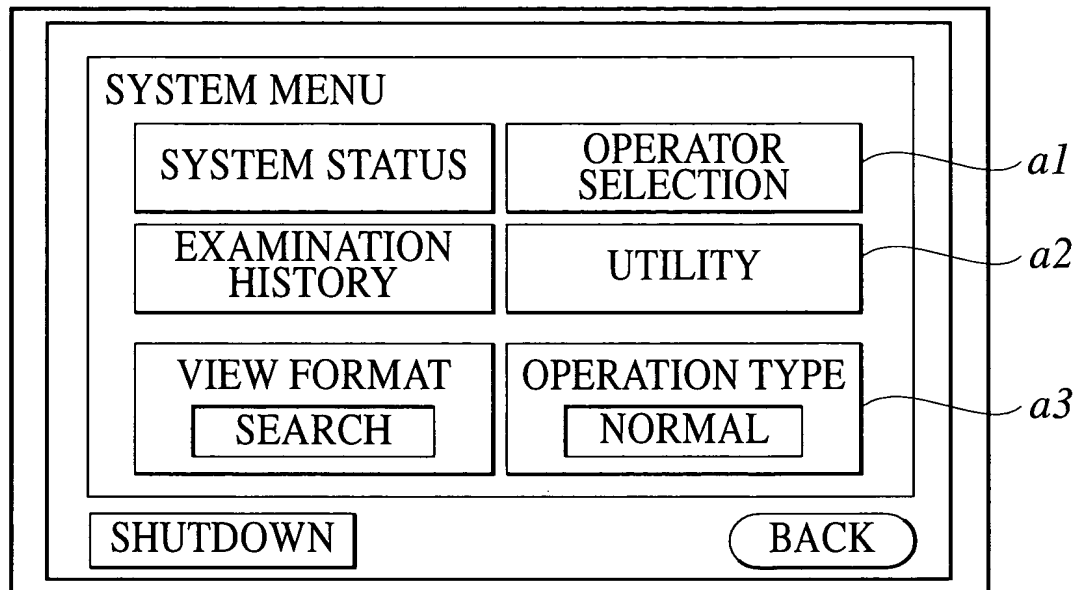 SYSTEM MENU
SYSTEM STATUS
OPERATOR
SELECTION
a1
EXAMINATION
HISTORY
UTILITY
a2
VIEW FORMAT
SEARCH
OPERATION TYPE
NORMAL
a3
SHUTDOWN
BACK